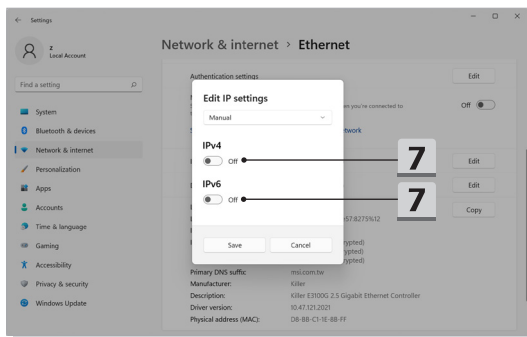 ← Settings
z
Local Account
Find a setting
System
Bluetooth & devices
Network & internet
Personalization
Apps
Accounts
Time & language
Gaming
Accessibility
Privacy & security
Windows Update
Network & internet > Ethernet
Authentication settings
Edit
en you're connected to
Off
twork
Edit IP settings
Manual
IPv4
Off
7
Edit
IPv6
Off
7
Edit
Copy
57:8275%12
Save
Cancel
rypted)
ypted)
rypted)
Primary DNS suffix:
msi.com.tw
Manufacturer:
Killer
Description:
Killer E3100G 2.5 Gigabit Ethernet Controller
Driver version:
10.47.121.2021
Physical address (MAC):
D8-BB-C1-1E-8B-FF